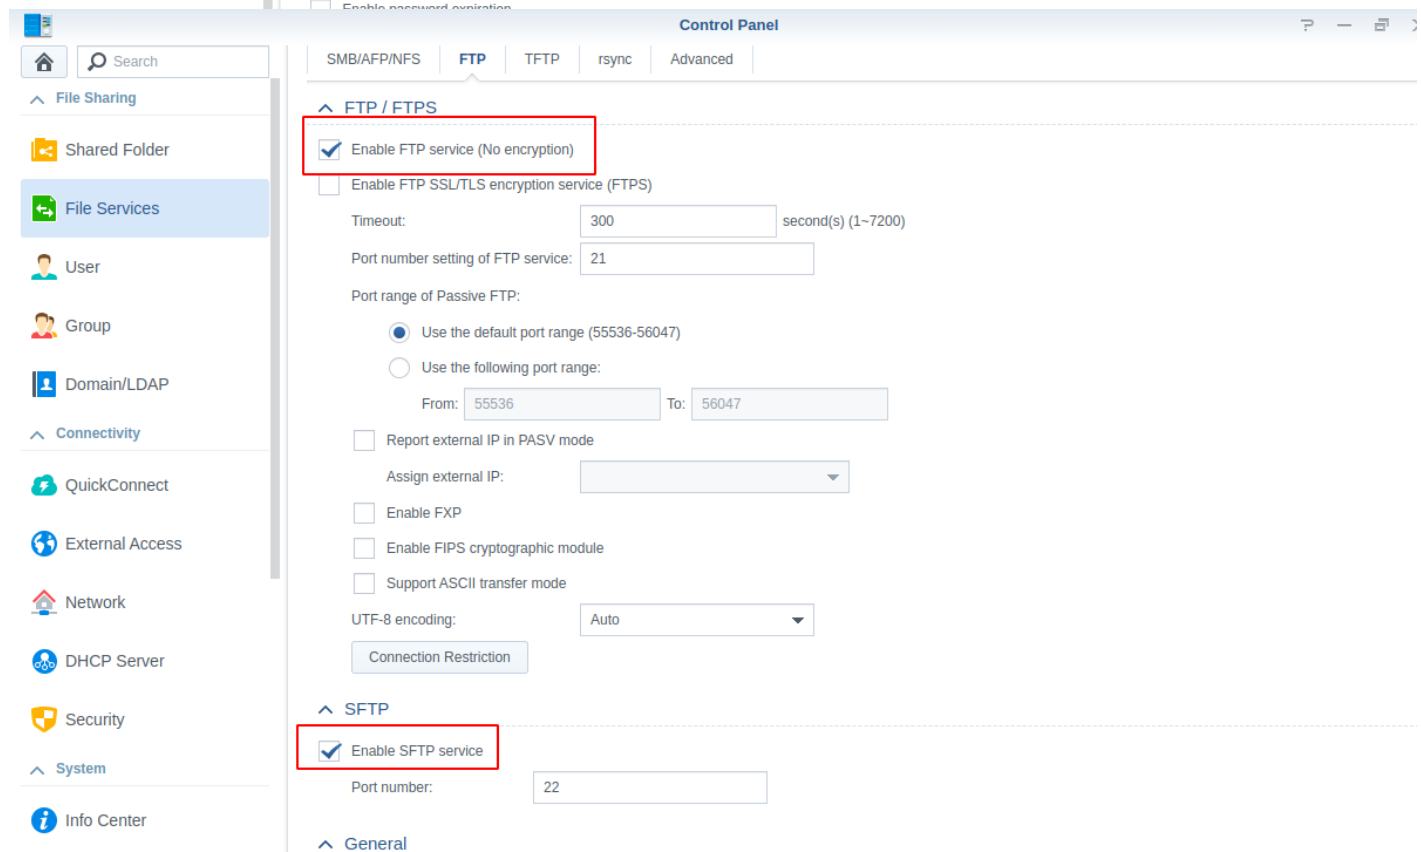 Enable password expiration
Control Panel
Search
SMB/AFP/NFS FTP TFTP rsync Advanced
File Sharing
Shared Folder
File Services
User
Group
Domain/LDAP
Connectivity
QuickConnect
External Access
Network
DHCP Server
Security
System
Info Center
FTP / FTPS
Enable FTP service (No encryption)
Enable FTP SSL/TLS encryption service (FTPS)
Timeout: 300 second(s) (1~7200)
Port number setting of FTP service: 21
Port range of Passive FTP:
Use the default port range (55536-56047)
Use the following port range:
From: 55536 To: 56047
Report external IP in PASV mode
Assign external IP:
Enable FXP
Enable FIPS cryptographic module
Support ASCII transfer mode
UTF-8 encoding: Auto
Connection Restriction
SFTP
Enable SFTP service
Port number: 22
General